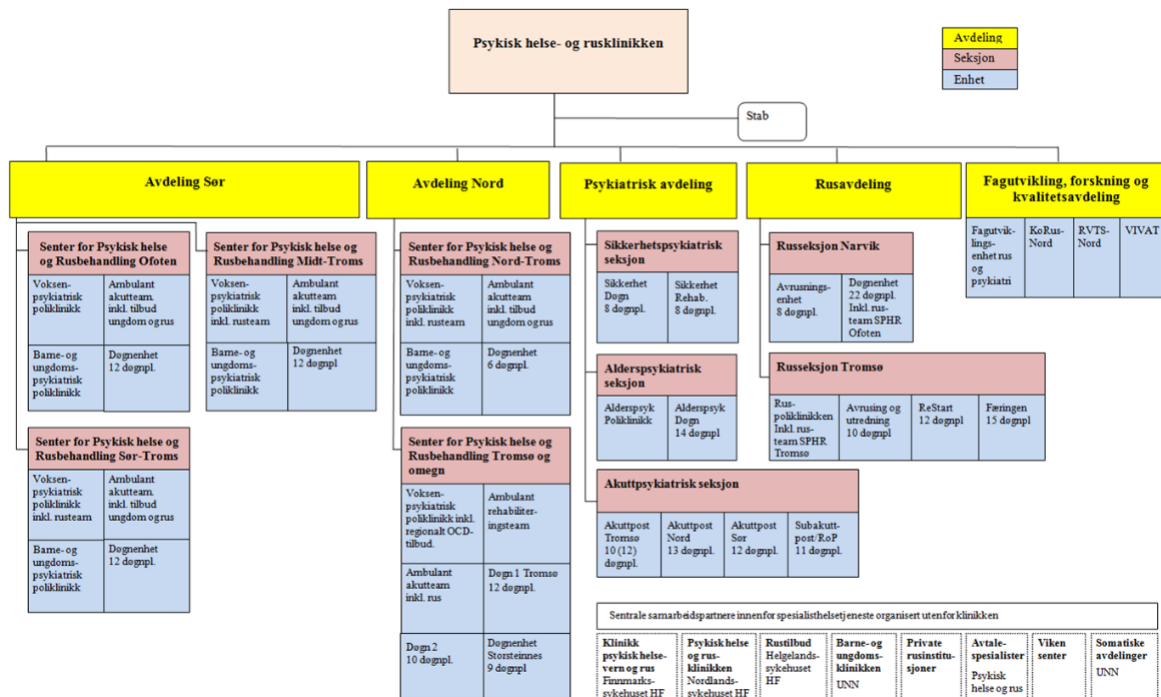 Psykisk helse- og rusklinikken
Avdeling
Seksjon
Enhet
Stab
Avdeling Sør
Avdeling Nord
Psykiatrisk avdeling
Rusavdeling
Fagutvikling, forskning og
kvalitetsavdeling
Senter for Psykisk helse
og Rusbehandling Ofoten
Voksen-
psykiatrisk
poliklinikk
Ambulant
akutteam.
inkl. tilbud
ungdom og rus
Barne- og
ungdoms-
psykiatrisk
poliklinikk
Døgnenhet
12 døgnpl.
Senter for Psykisk helse og
Rusbehandling Midt-Troms
Voksen-
psykiatrisk
poliklinikk
inkl. rusteam
Ambulant
akutteam.
inkl. tilbud
ungdom og rus
Barne- og
ungdoms-
psykiatrisk
poliklinikk
Døgnenhet
12 døgnpl
Senter for Psykisk helse og
Rusbehandling Sør-Troms
Voksen-
psykiatrisk
poliklinikk
inkl. rusteam
Ambulant
akutteam.
inkl. tilbud
ungdom og rus
Barne- og
ungdoms-
psykiatrisk
poliklinikk
Døgnenhet
12 døgnpl.
Senter for Psykisk helse og
Rusbehandling Nord-Troms
Voksen-
psykiatrisk
poliklinikk
inkl. rusteam
Ambulant
akutteam.
inkl. tilbud
ungdom og rus
Barne- og
ungdoms-
psykiatrisk
poliklinikk
Døgnenhet
6 døgnpl.
Senter for Psykisk helse og
Rusbehandling Tromsø og
omegn
Voksen-
psykiatrisk
poliklinikk inkl.
regionalt OCD-
tilbud.
Ambulant
rehabiliter-
ingsteam
Ambulant
akutteam
inkl. rus
Døgn 1 Tromsø
12 døgnpl.
Døgn 2
10 døgnpl.
Døgnenhet
Storsteinnes
9 døgnpl
Sikkerhetspsykiatrisk
seksjon
Sikkerhet
Døgn
8 døgnpl.
Sikkerhet
Rehab.
8 døgnpl.
Alderspsykiatrisk
seksjon
Alderspsyk
Poliklinikk
Alderspsyk
Døgn
14 døgnpl
Akuttpsykiatrisk seksjon
Akuttpost
Tromsø
10 (12)
døgnpl.
Akuttpost
Nord
13 døgnpl.
Akuttpost
Sør
12 døgnpl.
Subakutt-
post/RoP
11 døgnpl.
Russeksjon Narvik
Avrusnings-
enhet
8 døgnpl.
Døgnenhet
22 døgnpl.
Inkl rus-
team SPHR
Ofoten
Russeksjon Tromsø
Rus-
poliklinikken
Inkl. rus-
team SPHR
Tromsø
Avrusing og
utredning
10 døgnpl
ReStart
12 døgnpl
Færingen
15 døgnpl
Fagutvik-
lings-
enhet rus
og
psykiatri
KoRus-
Nord
RVTS-
Nord
VIVAT
Sentrale samarbeidspartnere innenfor spesialisthelsetjeneste organisert utenfor klinikken
Klinikk
psykisk helse-
vern og rus
Finnmarks-
sykehuset HF
Psykisk helse
og rus-
klinikken
Nordlands-
sykehuset HF
Rustilbud
Helgelands-
sykehuset
HF
Barne- og
ungdoms-
klinikken
UNN
Private
rusinstitu-
sjoner
Avtale-
spesialister
Psykisk
helse og rus
Viken
senter
Somatiske
avdelinger
UNN